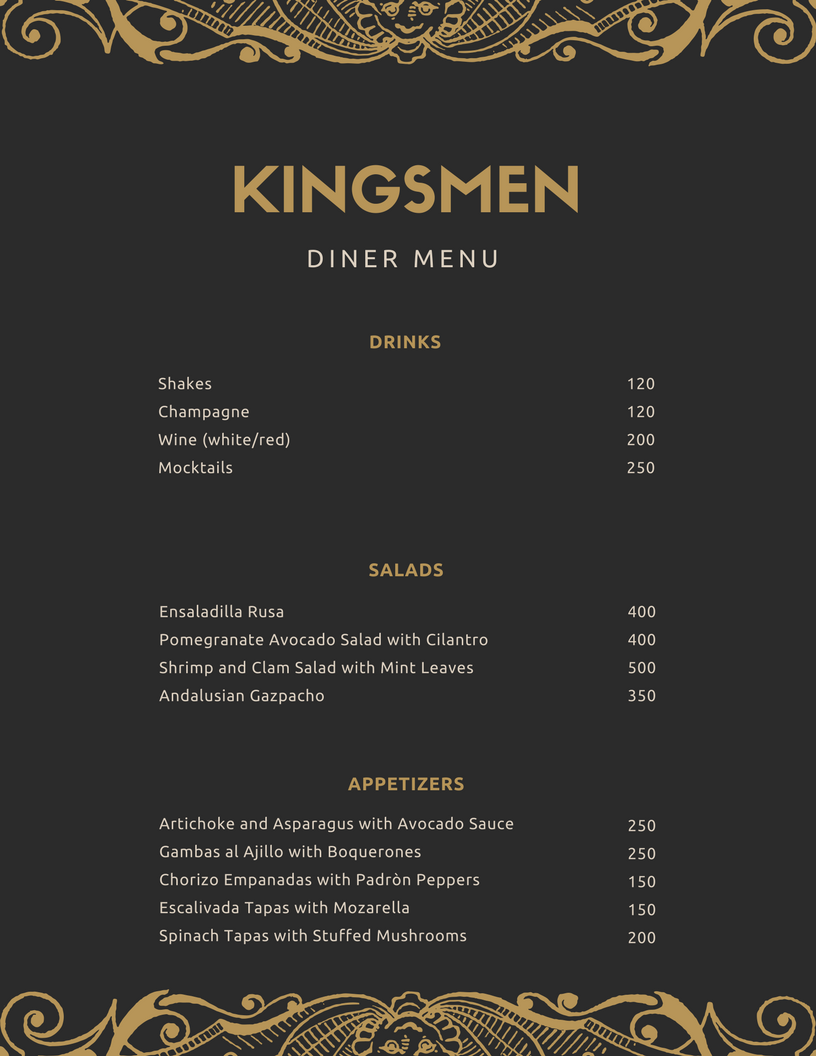 KINGSMEN
DINER MENU
DRINKS
Shakes 120
Champagne 120
Wine (white/red) 200
Mocktails 250
SALADS
Ensaladilla Rusa 400
Pomegranate Avocado Salad with Cilantro 400
Shrimp and Clam Salad with Mint Leaves 500
Andalusian Gazpacho 350
APPETIZERS
Artichoke and Asparagus with Avocado Sauce 250
Gambas al Ajillo with Boquerones 250
Chorizo Empanadas with Padròn Peppers 150
Escalivada Tapas with Mozarella 150
Spinach Tapas with Stuffed Mushrooms 200